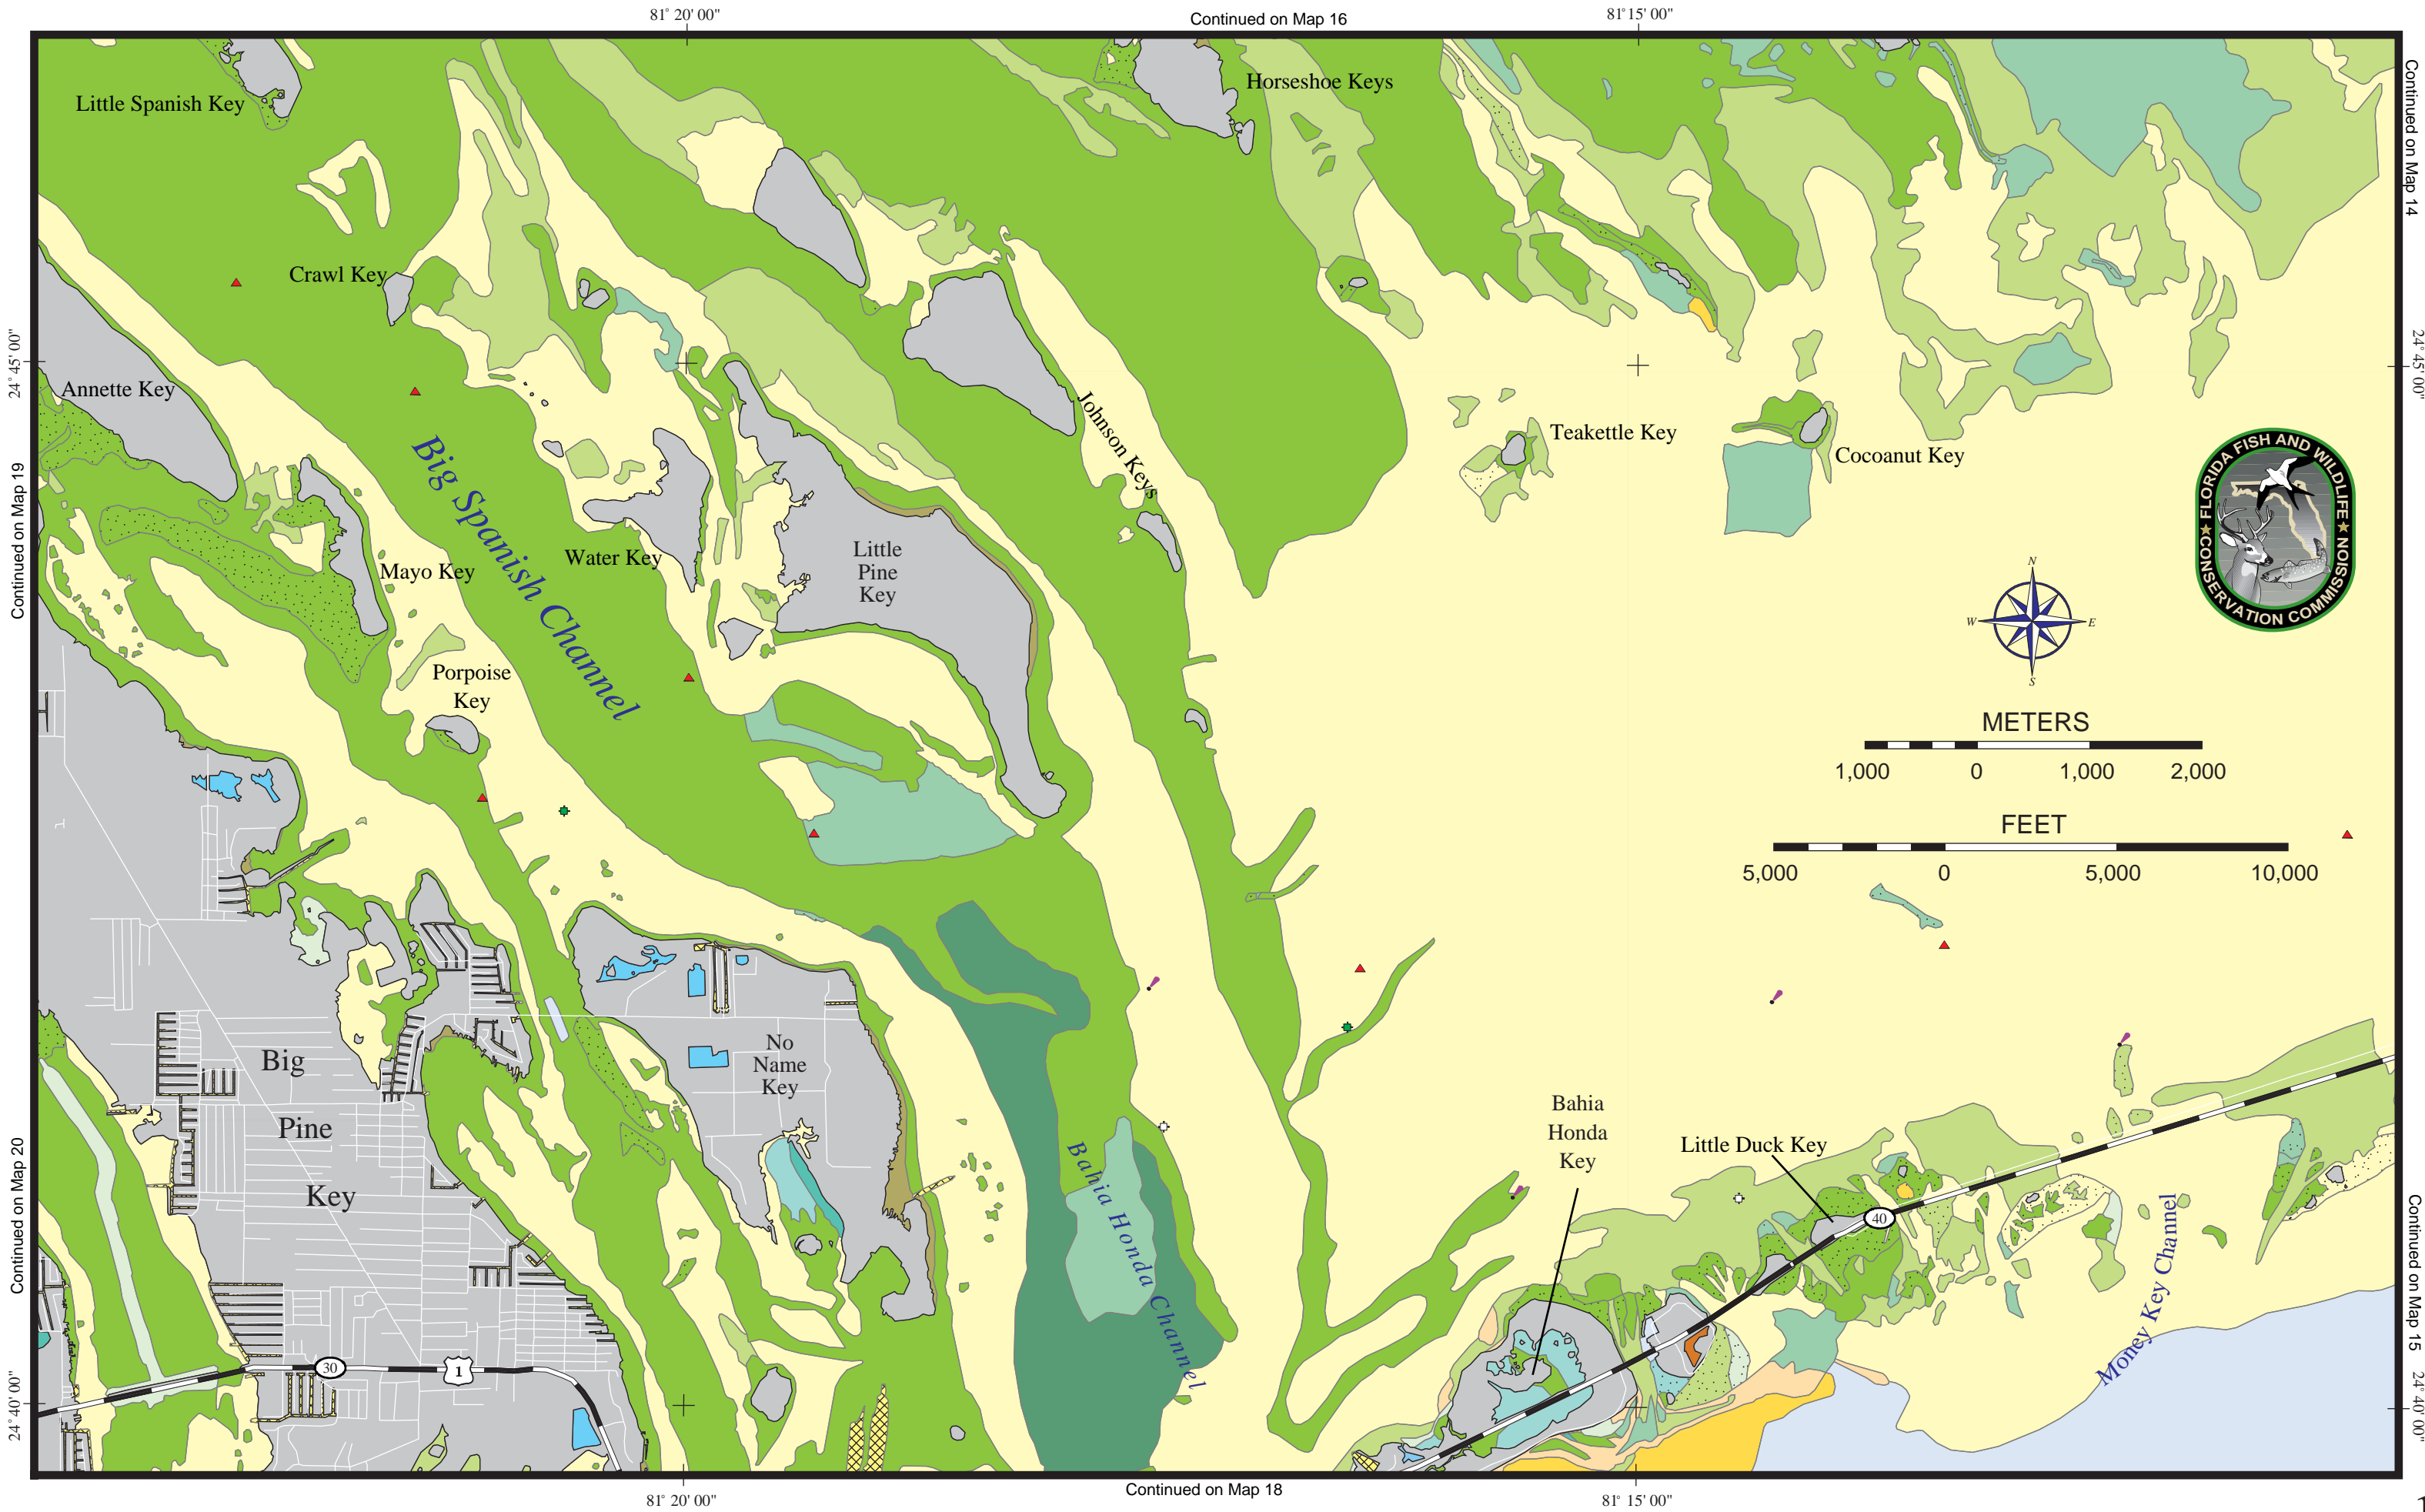 81° 20' 00"
Continued on Map 16
81° 15' 00"
Continued on Map 14
Little Spanish Key
Horseshoe Keys
Crawl Key
24° 45' 00"
24° 45' 00"
Annette Key
Johnson Keys
Teakettle Key
Cocoanut Key
Big Spanish Channel
FLORIDA FISH AND WILDLIFE
CONSERVATION COMMISSION
Continued on Map 19
Mayo Key
Water Key
Little
Pine
Key
N
W
E
S
Porpoise
Key
METERS
1,000
0
1,000
2,000
FEET
5,000
0
5,000
10,000
No
Name
Key
Big
Pine
Key
Bahia
Honda
Key
Little Duck Key
Bahia Honda Channel
40
Money Key Channel
Continued on Map 20
Continued on Map 15
30
1
24° 40' 00"
24° 40' 00"
81° 20' 00"
Continued on Map 18
81° 15' 00"